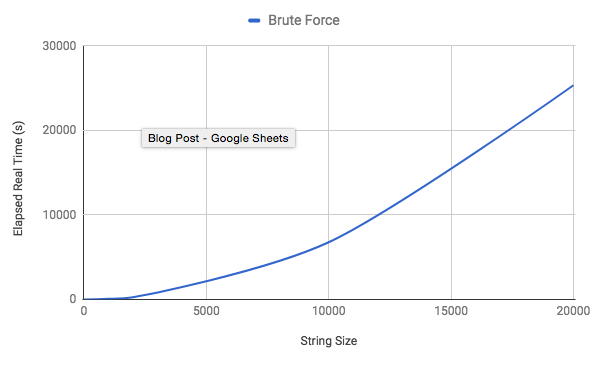 Brute Force
30000
20000
10000
0
Elapsed Real Time (s)
Blog Post - Google Sheets
0 5000 10000 15000 20000
String Size